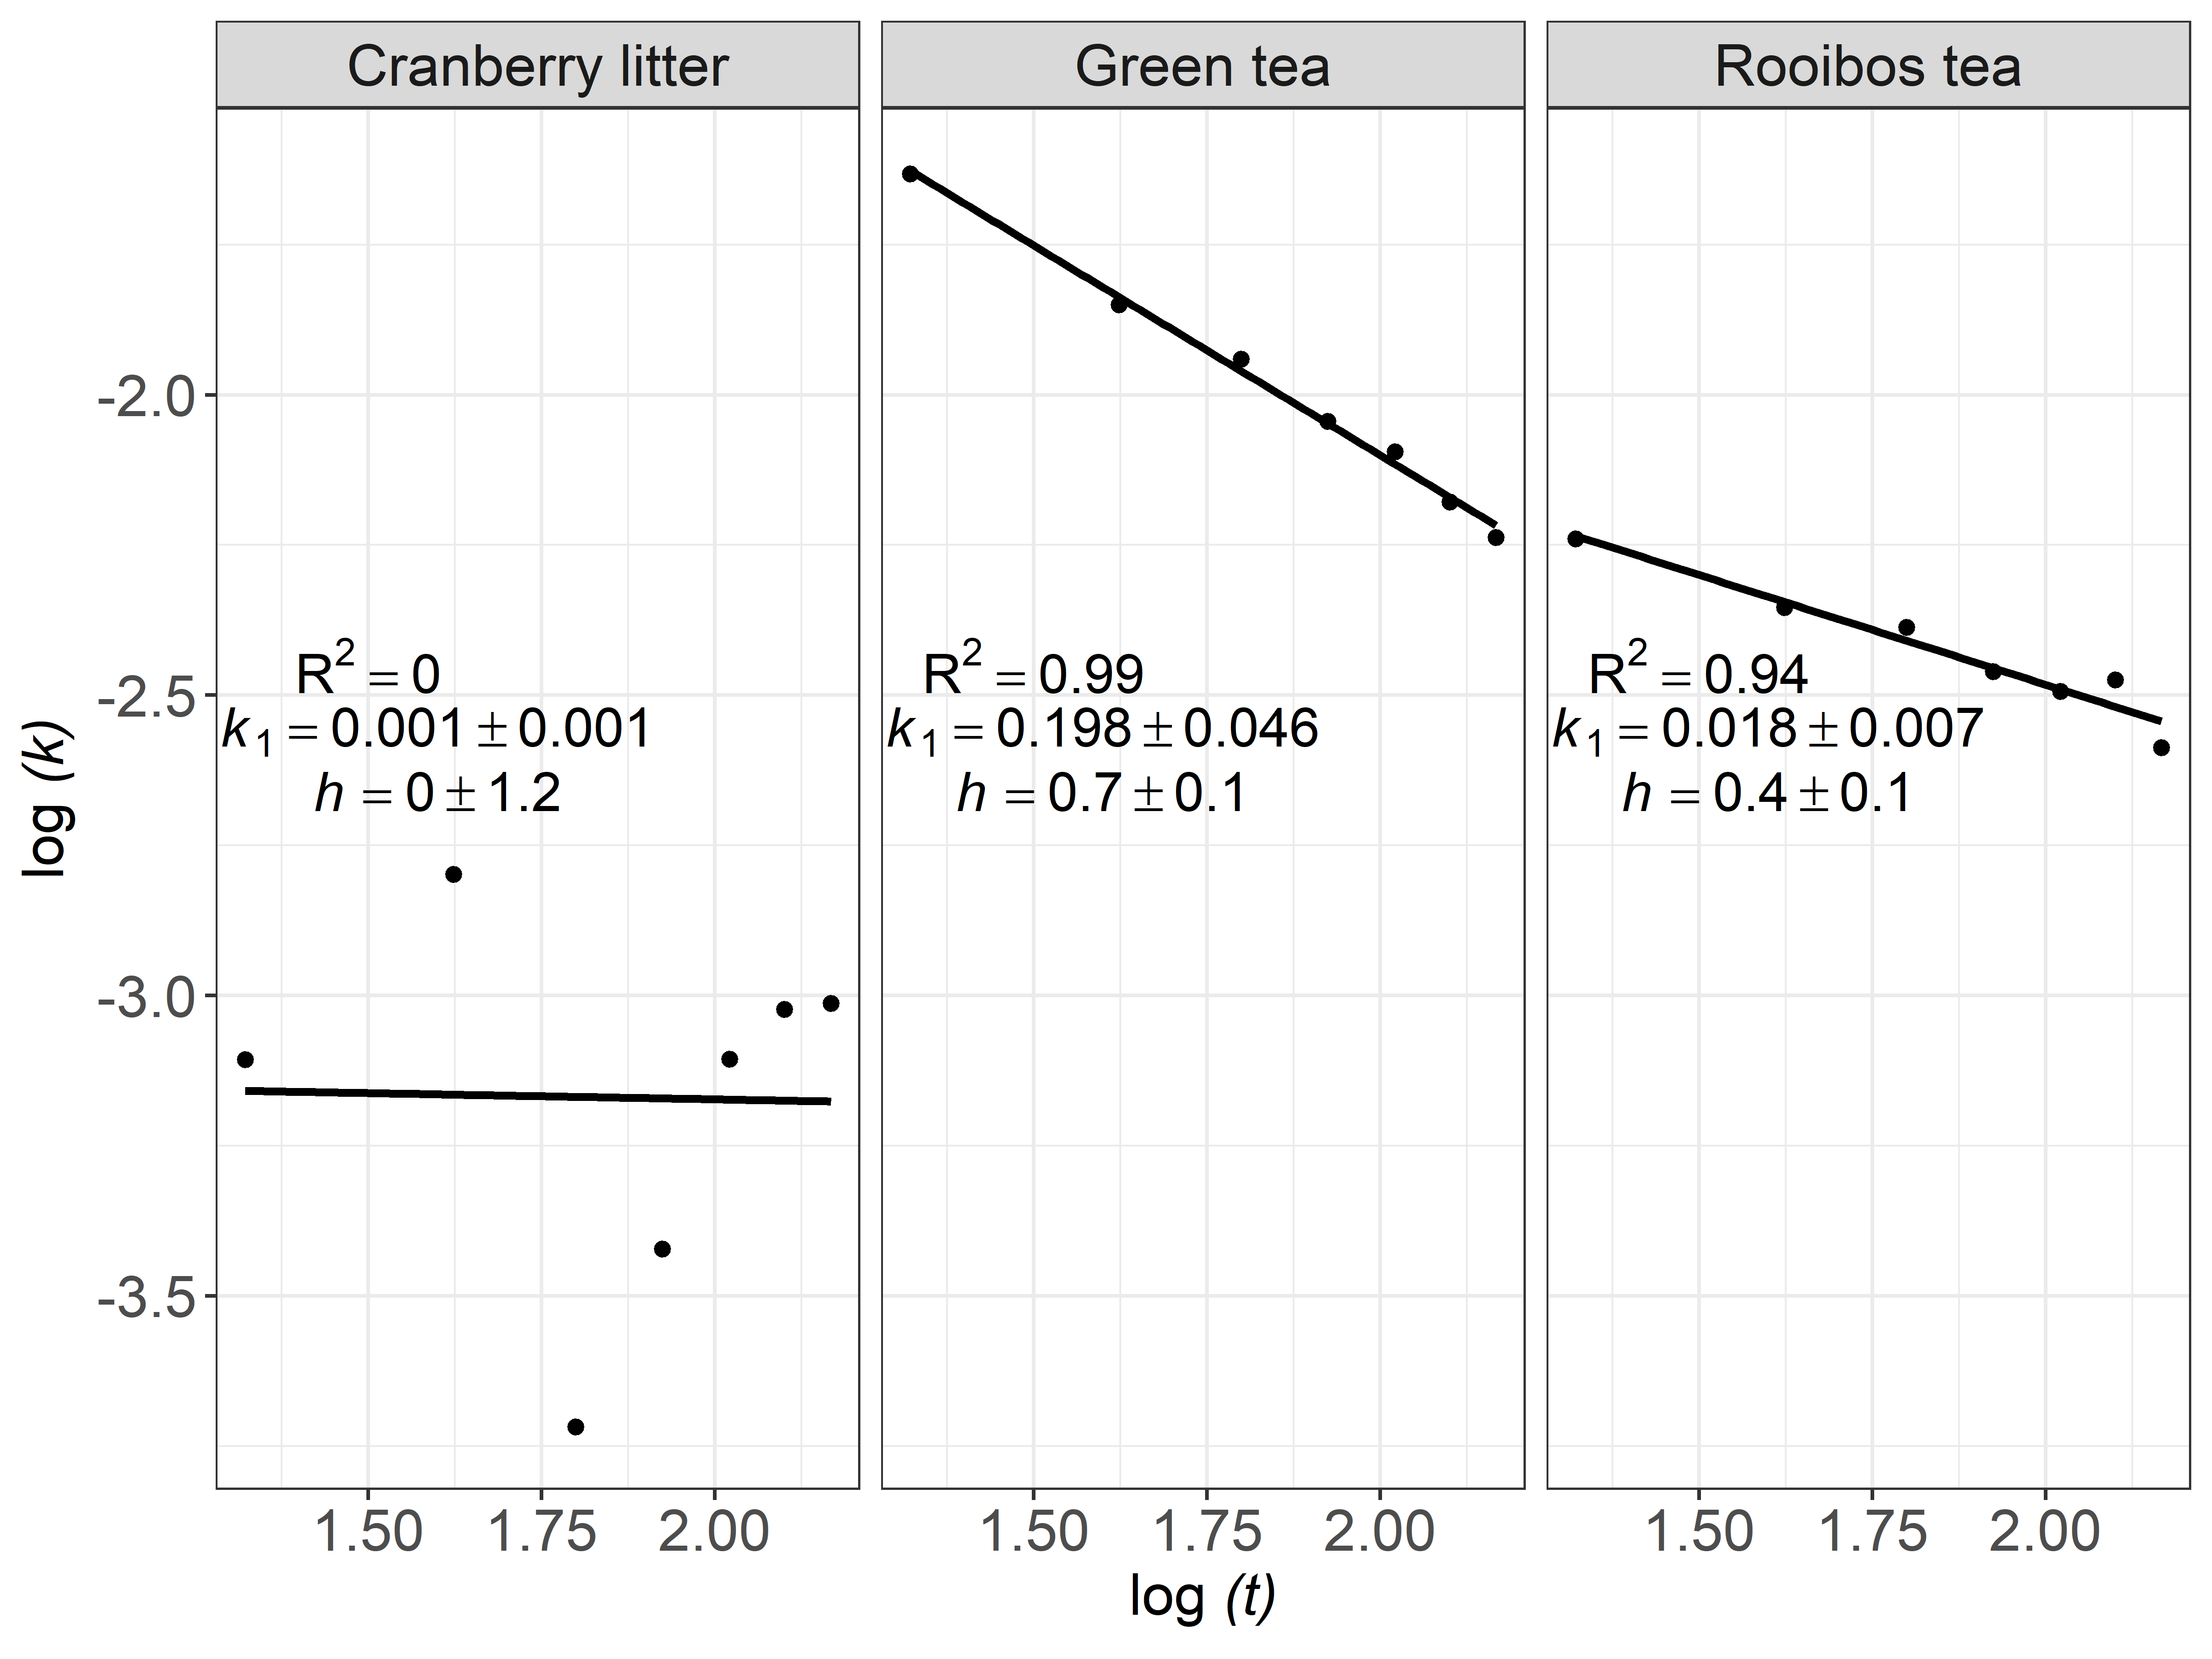 Cranberry litter
Green tea
Rooibos tea
log (k)
-2.0
-2.5
-3.0
-3.5
R² = 0
k₁ = 0.001 ± 0.001
h = 0 ± 1.2
R² = 0.99
k₁ = 0.198 ± 0.046
h = 0.7 ± 0.1
R² = 0.94
k₁ = 0.018 ± 0.007
h = 0.4 ± 0.1
1.50 1.75 2.00
1.50 1.75 2.00
1.50 1.75 2.00
log (t)